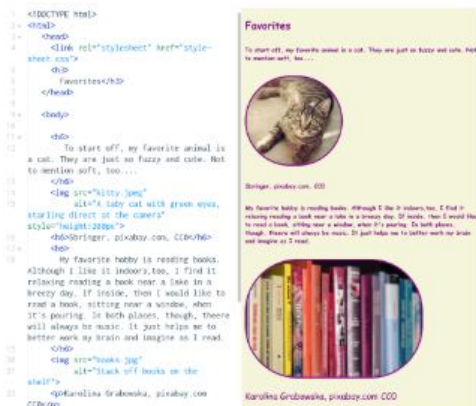 <!DOCTYPE html>
<html>
<head>
<link rel="stylesheet" href="style-
sheet.css">
<h3>
Favorites</h3>
</head>
<body>
<h6>
To start off, my favorite animal is
a cat. They are just so fuzzy and cute. Not
to mention soft, too....
</h6>
<img src="kitty.jpeg"
alt="A taby cat with green eyes,
starling direct ot the camera"
style="height:200px">
<h6>Sbringer, pixabay.com, CC0</h6>
<h6>
My favorite hobby is reading books.
Although I like it indoors,too, I find it
relaxing reading a book near a lake in a
breezy day. If inside, then I would like to
read a book, sitting near a window, when
it's pouring. In both places, though, theere
will always be music. It just helps me to
better work my brain and imagine as I read.
</h6>
<img src="books.jpg"
alt="Stack off books on the
shelf">
<p>Karolina Grabowska, pixabay.com
CC0</p>
Favorites
To start off, my favorite animal is a cat. They are just so fuzzy and cute. Not
to mention soft, too....
Sbringer, pixabay.com, CC0
My favorite hobby is reading books. Although I like it indoors,too, I find it
relaxing reading a book near a lake in a breezy day. If inside, then I would like
to read a book, sitting near a window, when it's pouring. In both places,
though, theere will always be music. It just helps me to better work my brain
and imagine as I read.
Karolina Grabowska, pixabay.com CC0